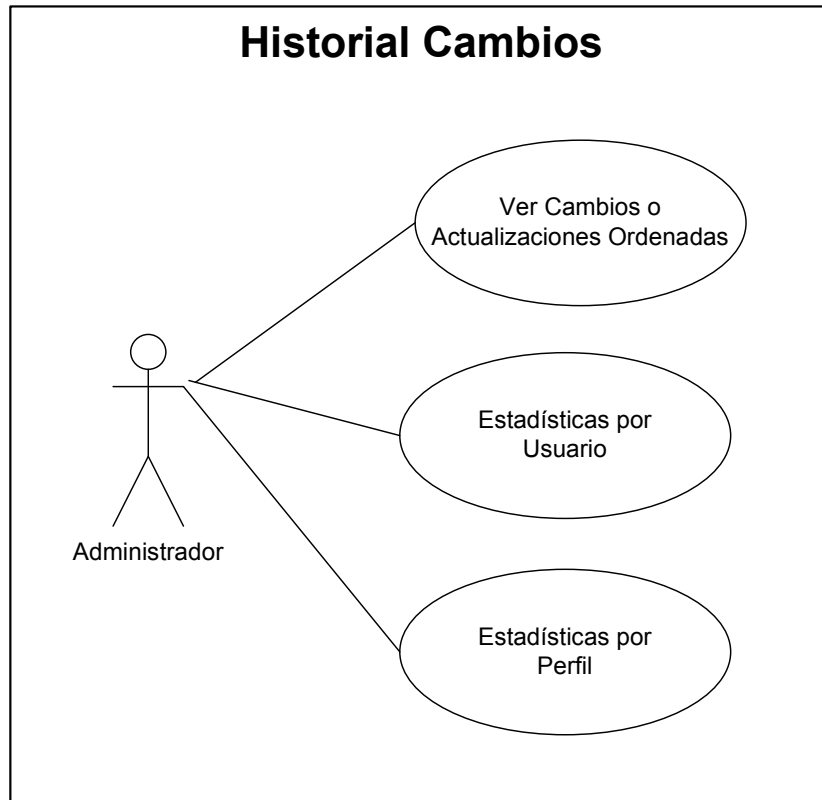 Historial Cambios
Ver Cambios o
Actualizaciones Ordenadas
Estadísticas por
Usuario
Administrador
Estadísticas por
Perfil